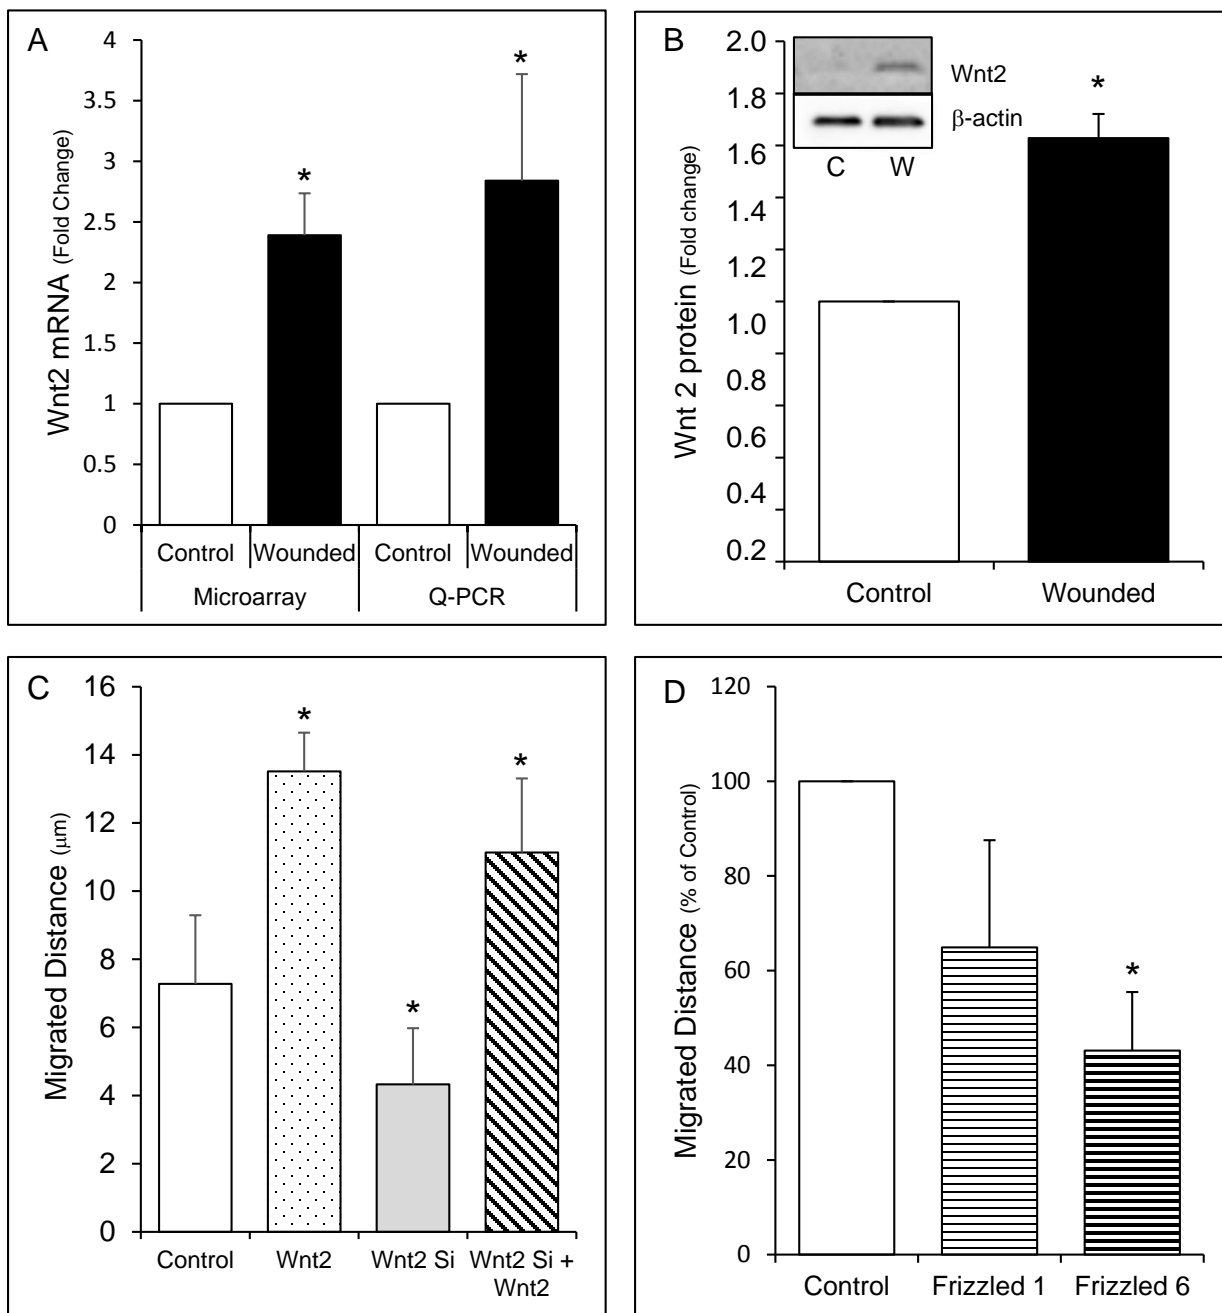 A
4
3.5
3
2.5
2
1.5
1
0.5
0
Wnt2 mRNA (Fold Change)
*
*
Control Wounded Control Wounded
Microarray Q-PCR
B
2.0
1.8
1.6
1.4
1.2
1.0
0.8
0.6
0.4
0.2
Wnt 2 protein (Fold change)
Wnt2
β-actin
C W
*
Control Wounded
C
16
14
12
10
8
6
4
2
0
Migrated Distance (μm)
*
*
*
Control Wnt2 Wnt2 Si Wnt2 Si +
Wnt2
D
120
100
80
60
40
20
0
Migrated Distance (% of Control)
*
Control Frizzled 1 Frizzled 6